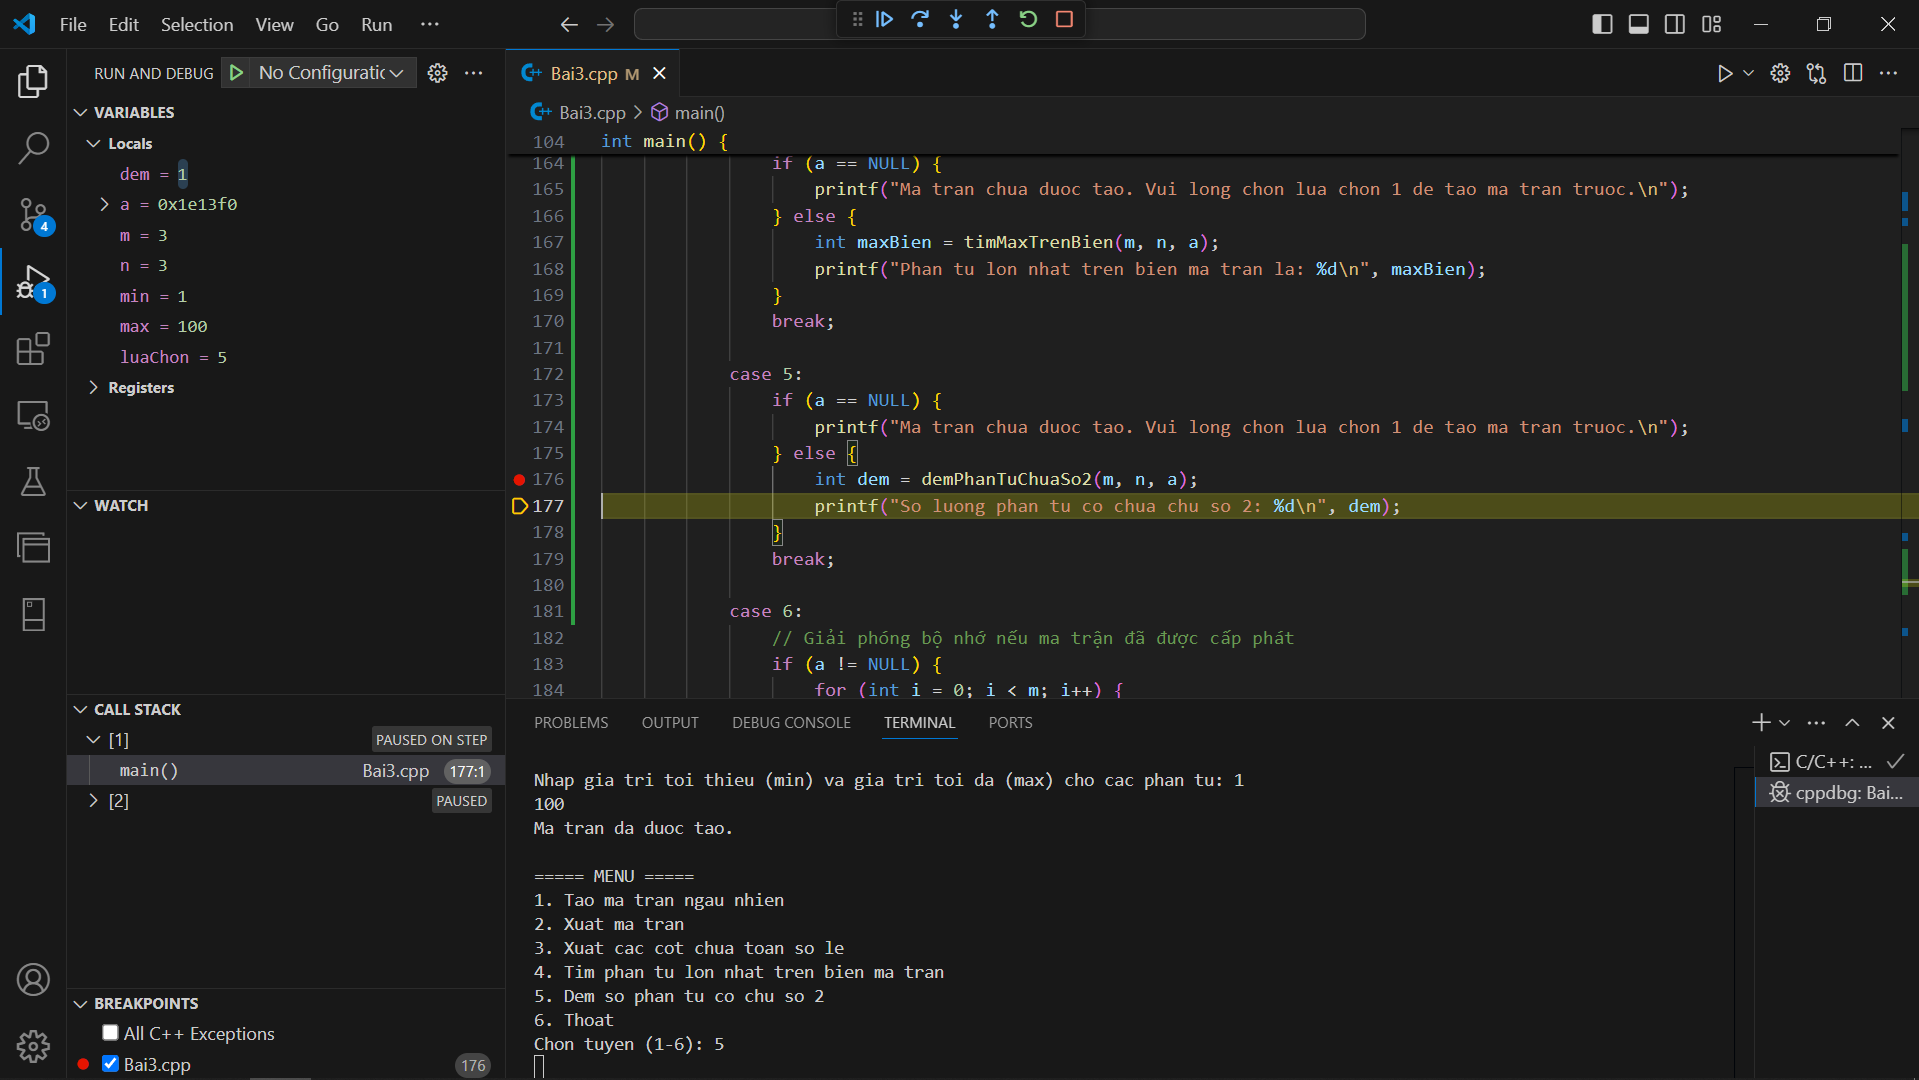 File Edit Selection View Go Run ···
RUN AND DEBUG No Configuratic
VARIABLES
Locals
dem = 1
a = 0x1e13f0
m = 3
n = 3
min = 1
max = 100
luaChon = 5
Registers
WATCH
CALL STACK
[1] PAUSED ON STEP
main() Bai3.cpp 177:1
[2] PAUSED
BREAKPOINTS
All C++ Exceptions
Bai3.cpp 176
4
1
Bai3.cpp M
Bai3.cpp > main()
104 int main() {
164 if (a == NULL) {
165 printf("Ma tran chua duoc tao. Vui long chon lua chon 1 de tao ma tran truoc.\n");
166 } else {
167 int maxBien = timMaxTrenBien(m, n, a);
168 printf("Phan tu lon nhat tren bien ma tran la: %d\n", maxBien);
169 }
170 break;
171
172 case 5:
173 if (a == NULL) {
174 printf("Ma tran chua duoc tao. Vui long chon lua chon 1 de tao ma tran truoc.\n");
175 } else {
176 int dem = demPhanTuChuaSo2(m, n, a);
177 printf("So luong phan tu co chua chu so 2: %d\n", dem);
178 }
179 break;
180
181 case 6:
182 // Giải phóng bộ nhớ nếu ma trận đã được cấp phát
183 if (a != NULL) {
184 for (int i = 0; i < m; i++) {
PROBLEMS OUTPUT DEBUG CONSOLE TERMINAL PORTS
Nhap gia tri toi thieu (min) va gia tri toi da (max) cho cac phan tu: 1
100
Ma tran da duoc tao.
===== MENU =====
1. Tao ma tran ngau nhien
2. Xuat ma tran
3. Xuat cac cot chua toan so le
4. Tim phan tu lon nhat tren bien ma tran
5. Dem so phan tu co chu so 2
6. Thoat
Chon tuyen (1-6): 5
C/C++: ...
cppdbg: Bai...